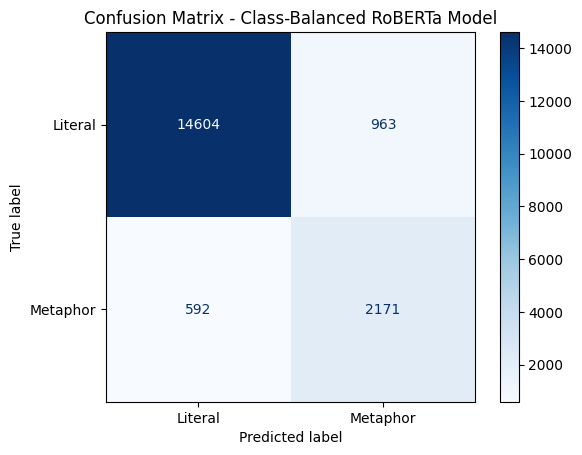 Confusion Matrix - Class-Balanced RoBERTa Model
True label
Literal
Metaphor
14604 963
592 2171
Literal Metaphor
Predicted label
14000
12000
10000
8000
6000
4000
2000